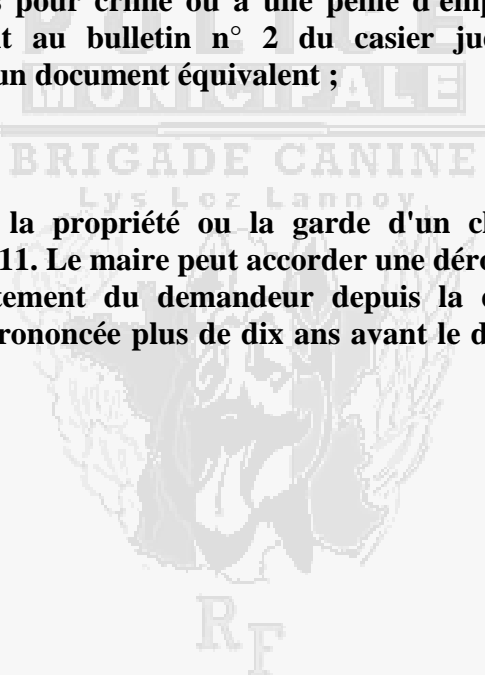 s pour crime ou à une peine d'emp
t au bulletin n° 2 du casier jud
un document équivalent ;
POLICE
MUNICIPALE
BRIGADE CANINE
Lys Lez Lannoy
la propriété ou la garde d'un c
11. Le maire peut accorder une déro
tement du demandeur depuis la
rononcée plus de dix ans avant le d
R F